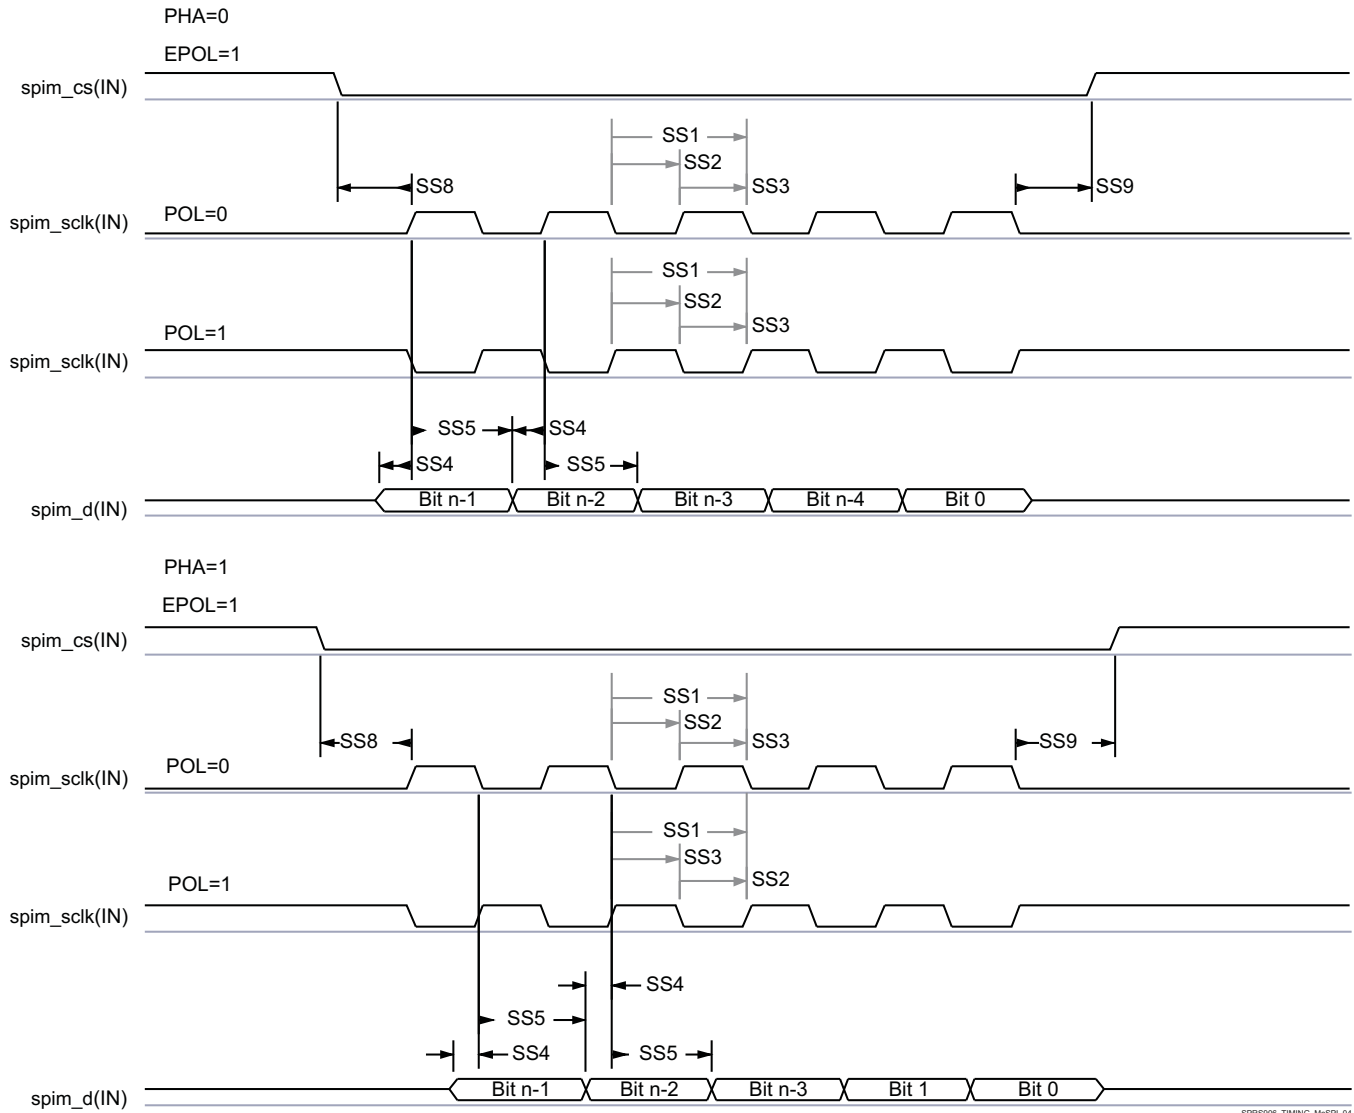 PHA=0
EPOL=1
spim_cs(IN)
SS1
SS2
SS8
SS3
SS9
POL=0
spim_sclk(IN)
SS1
SS2
SS3
POL=1
spim_sclk(IN)
SS5
SS4
SS4
SS5
Bit n-1
Bit n-2
Bit n-3
Bit n-4
Bit 0
spim_d(IN)
PHA=1
EPOL=1
spim_cs(IN)
SS1
SS2
SS8
SS3
SS9
POL=0
spim_sclk(IN)
SS1
SS3
SS2
POL=1
spim_sclk(IN)
SS4
SS5
SS4
SS5
Bit n-1
Bit n-2
Bit n-3
Bit 1
Bit 0
spim_d(IN)
SPRS906_TIMING_McSPI_04